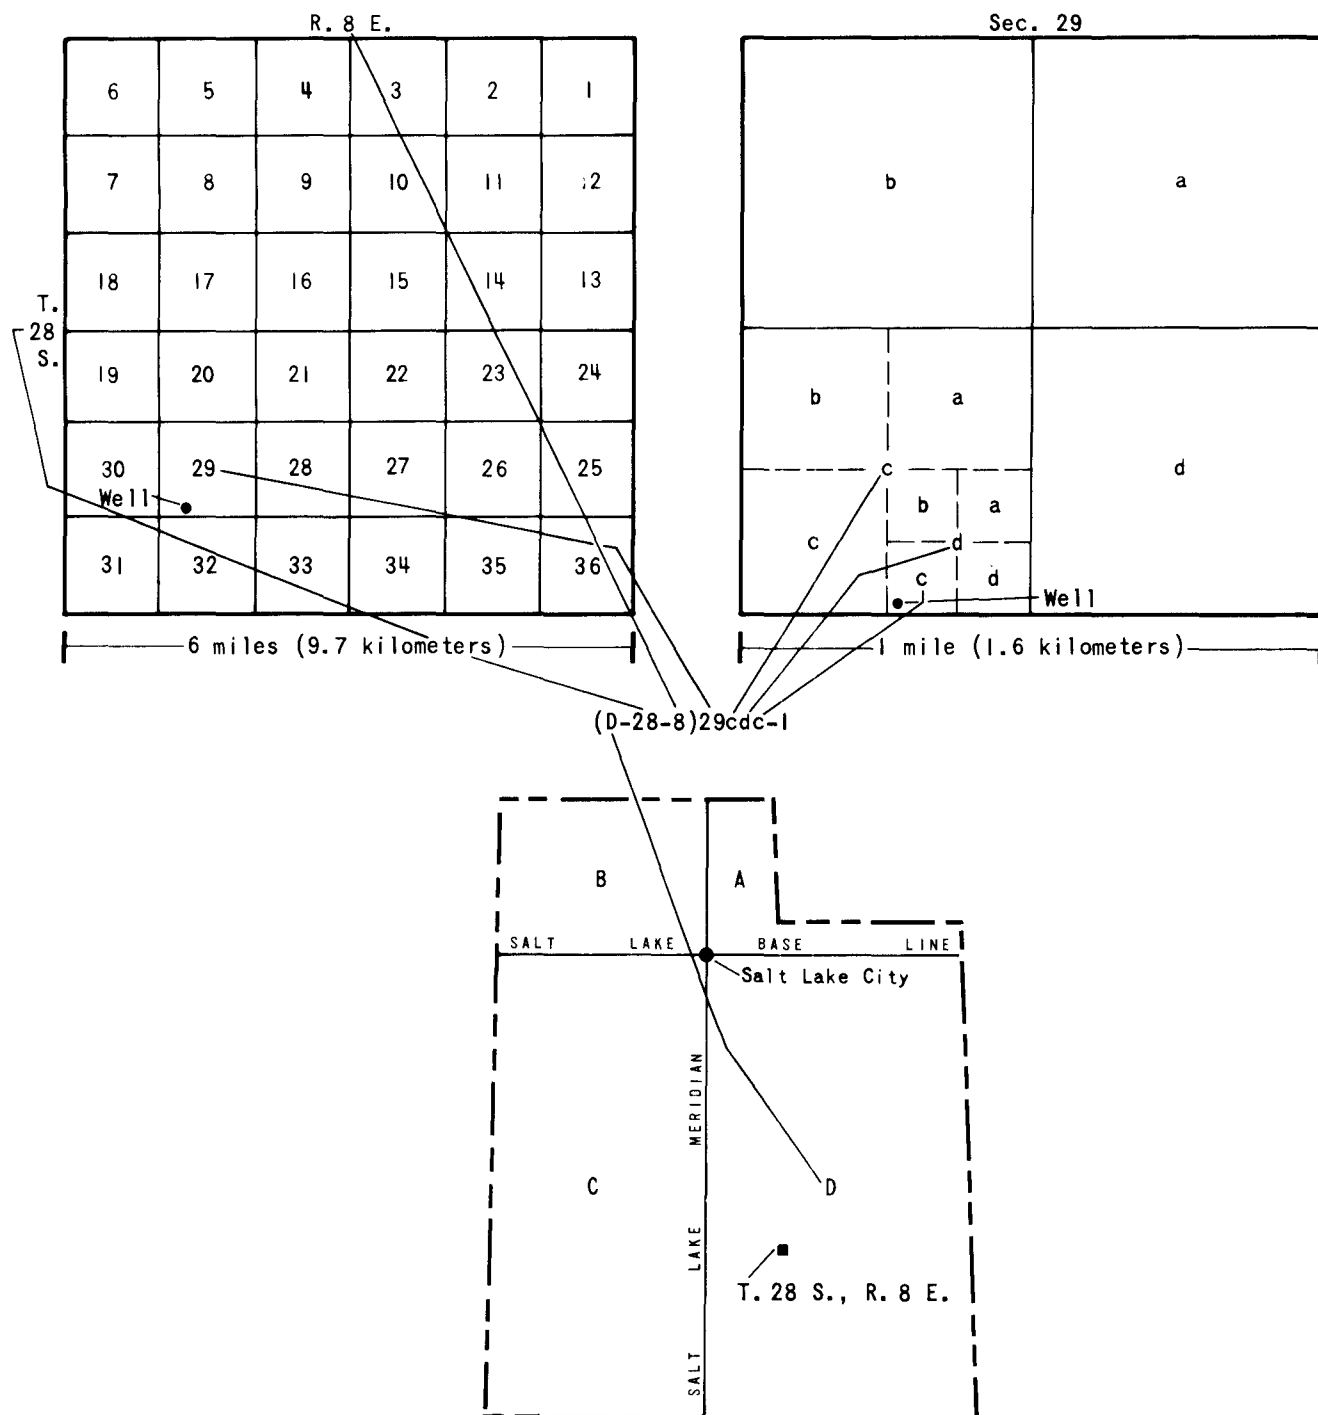 R. 8 E.
6 5 4 3 2 1
7 8 9 10 11 12
18 17 16 15 14 13
T.
28
S.
19 20 21 22 23 24
30 29 28 27 26 25
Well
31 32 33 34 35 36
6 miles (9.7 kilometers)
Sec. 29
b a
b a
c d
b a
c d
c d
Well
1 mile (1.6 kilometers)
(D-28-8)29cdc-1
B A
SALT LAKE BASE LINE
Salt Lake City
SALT LAKE MERIDIAN
C D
T. 28 S., R. 8 E.